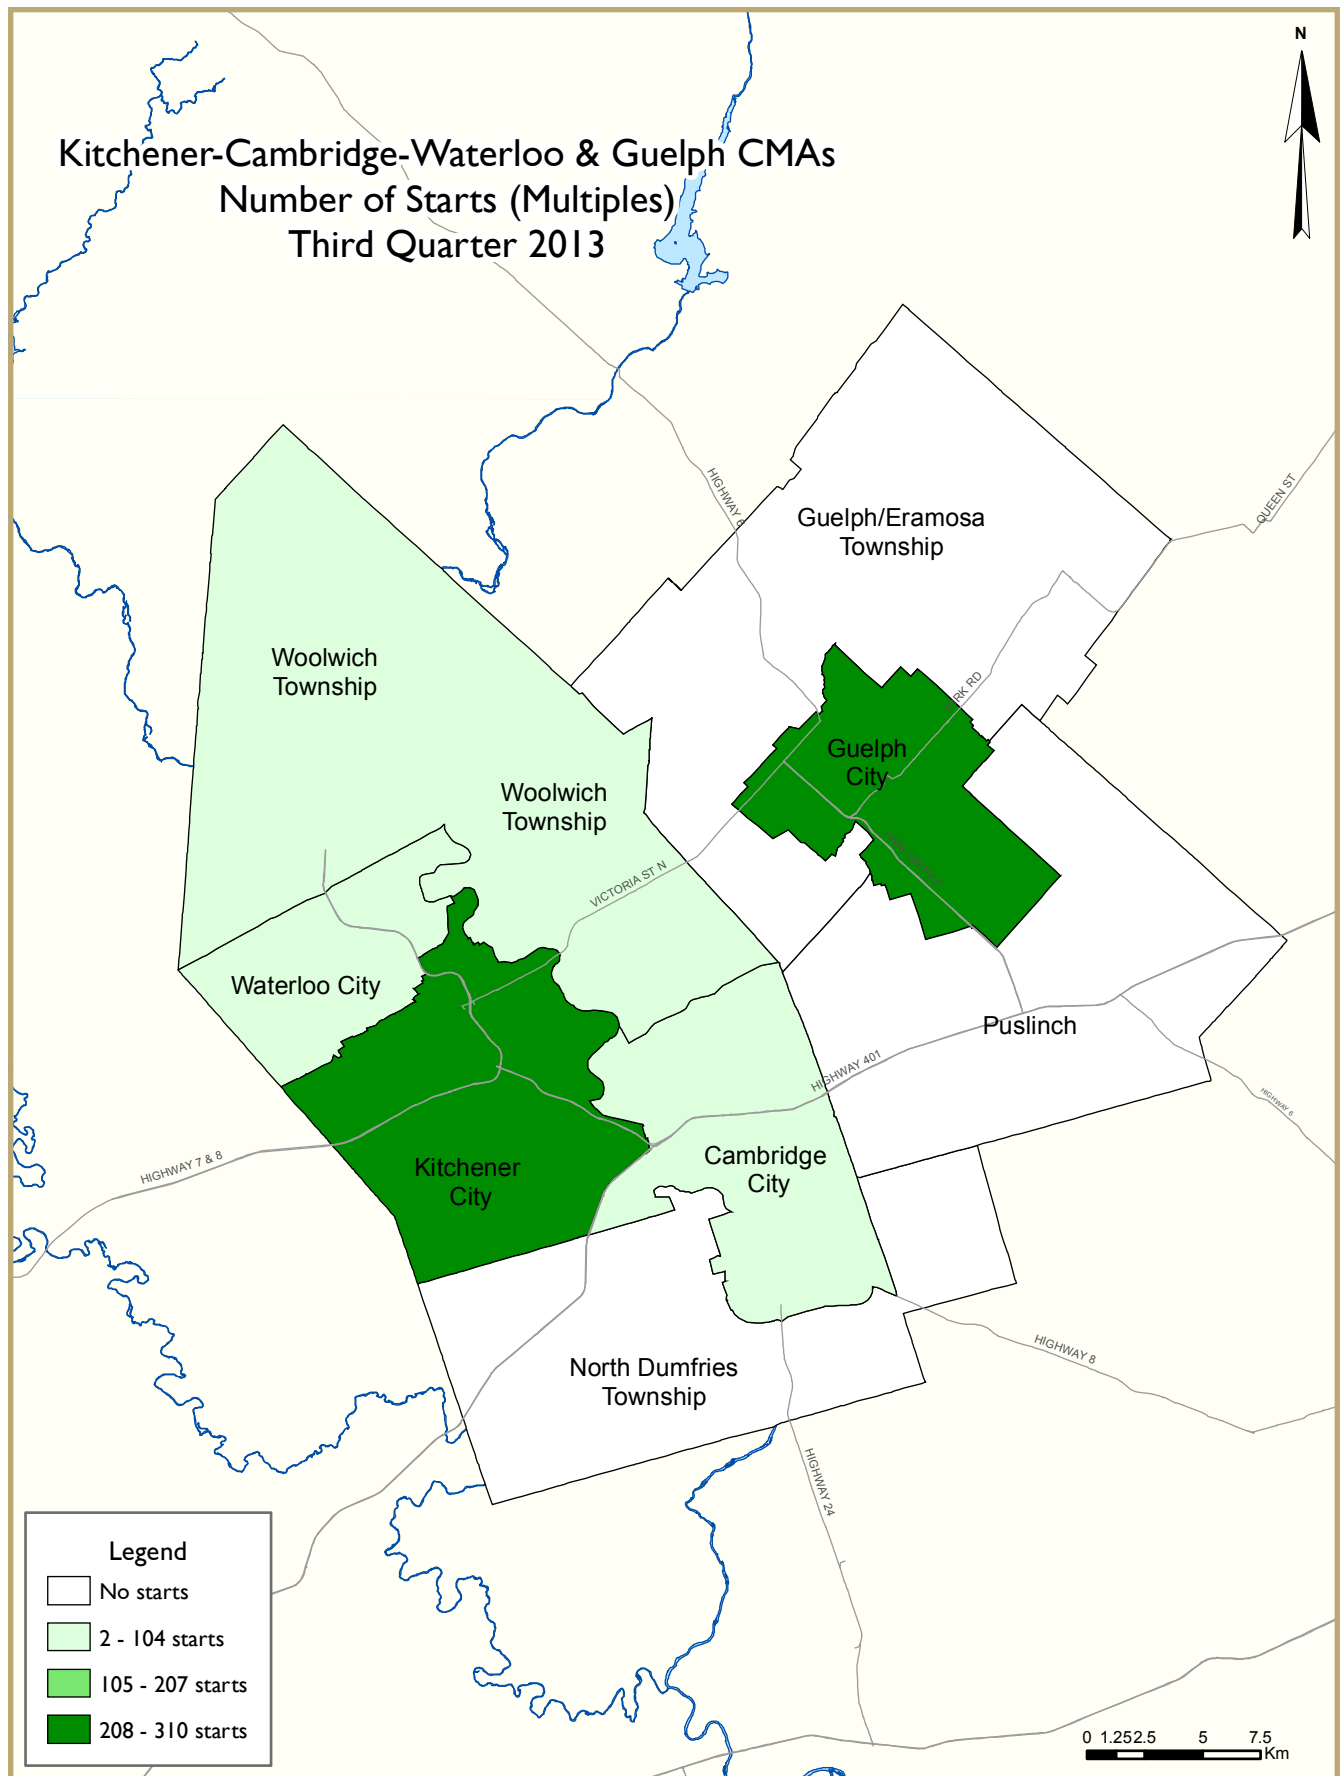 N
Kitchener-Cambridge-Waterloo & Guelph CMAs
Number of Starts (Multiples)
Third Quarter 2013
HIGHWAY 6
QUEEN ST
Guelph/Eramosa
Township
Woolwich
Township
Guelph
City
Woolwich
Township
VICTORIA ST N
Waterloo City
Puslinch
HIGHWAY 401
HIGHWAY 6
HIGHWAY 7 & 8
Kitchener
City
Cambridge
City
HIGHWAY 8
North Dumfries
Township
HIGHWAY 24
Legend
No starts
2 - 104 starts
105 - 207 starts
208 - 310 starts
0 1.25 2.5 5 7.5
Km